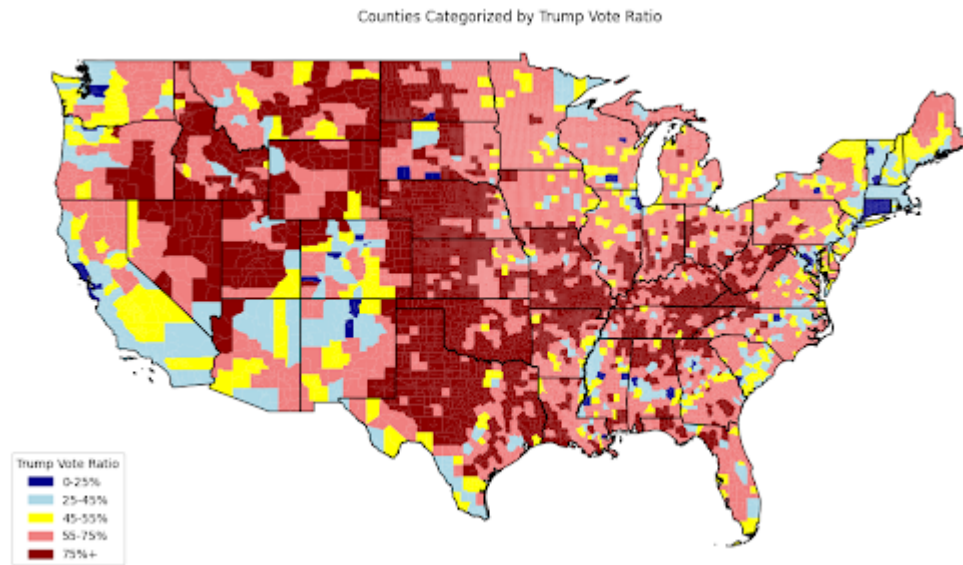 Counties Categorized by Trump Vote Ratio
Trump Vote Ratio
0-25%
25-45%
45-55%
55-75%
75%+